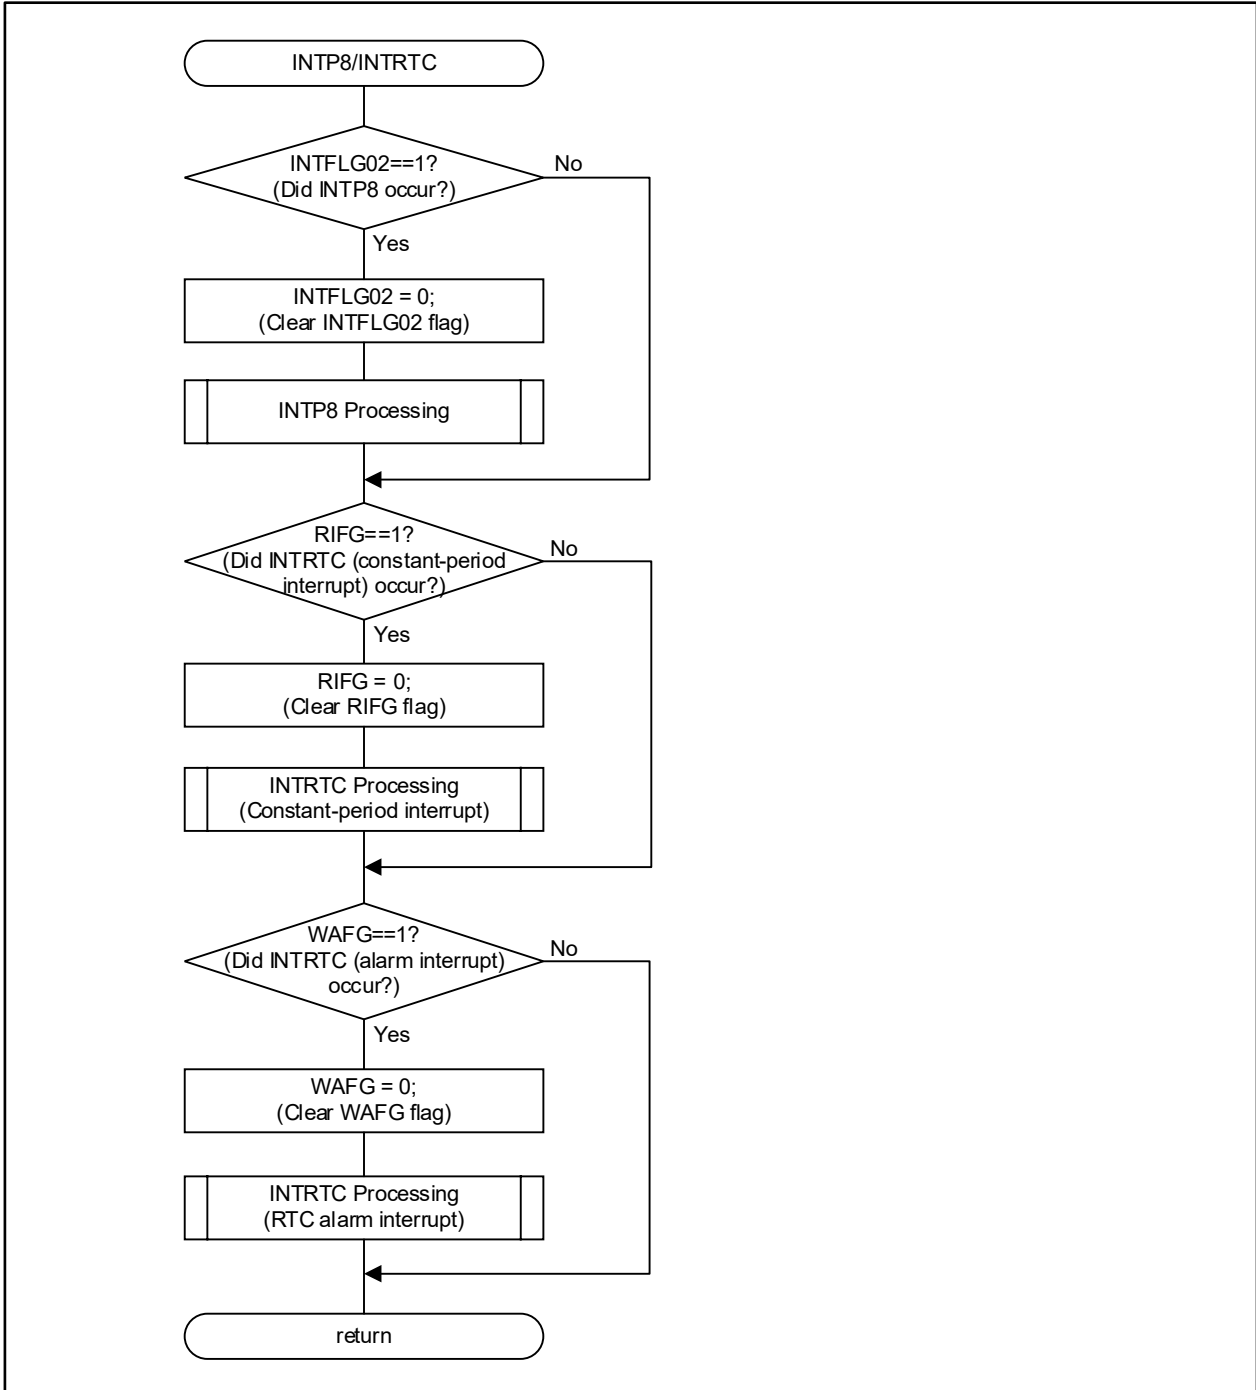 INTP8/INTRTC
INTFLG02==1?
(Did INTP8 occur?)
No
Yes
INTFLG02 = 0;
(Clear INTFLG02 flag)
INTP8 Processing
RIFG==1?
(Did INTRTC (constant-period
interrupt) occur?)
No
Yes
RIFG = 0;
(Clear RIFG flag)
INTRTC Processing
(Constant-period interrupt)
WAFG==1?
(Did INTRTC (alarm interrupt)
occur?)
No
Yes
WAFG = 0;
(Clear WAFG flag)
INTRTC Processing
(RTC alarm interrupt)
return